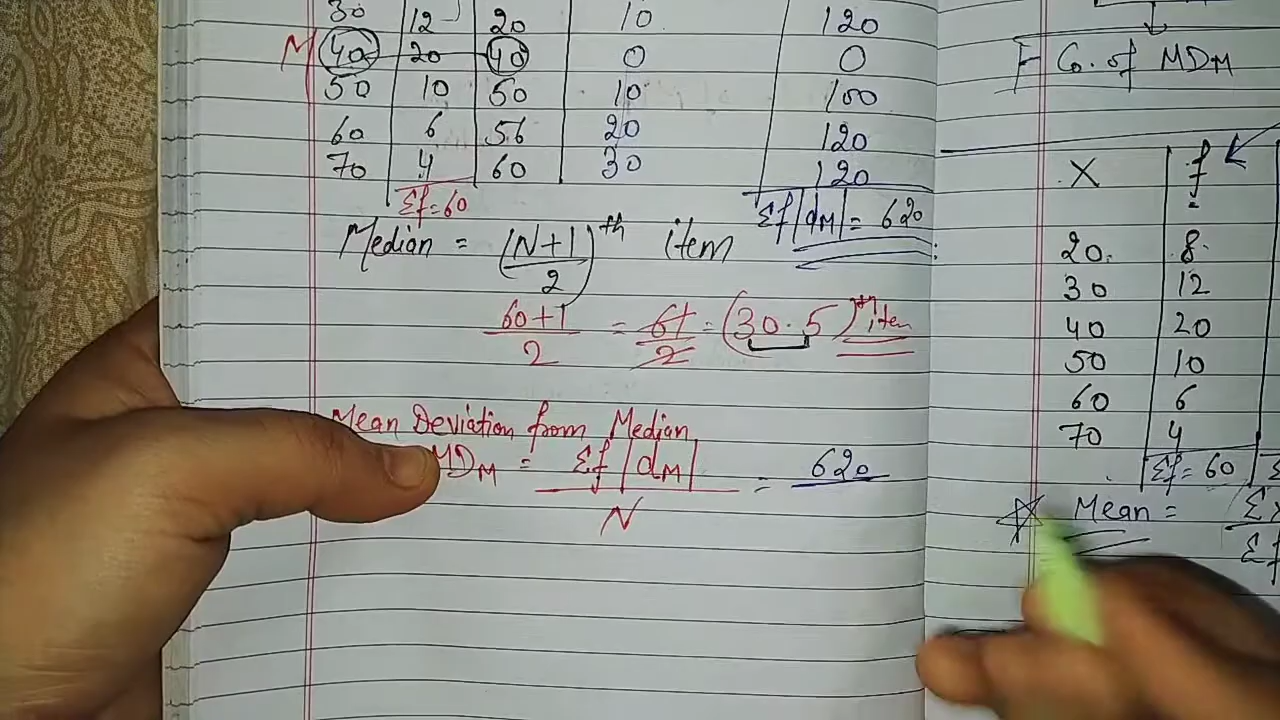 30 12 20 10 120
M 40 20 40 0 0
50 10 50 10 100
60 6 56 20 120
70 4 60 30 120
Σf=60
Σf|dM| = 620
Median = (N+1)th item
2
60+1 = 61 = (30.5)th item
2 2
Mean Deviation from Median
MDM = Σf|dM| = 620
N
Co. of MDM
X f
20 8
30 12
40 20
50 10
60 6
70 4
Σf = 60
Mean =